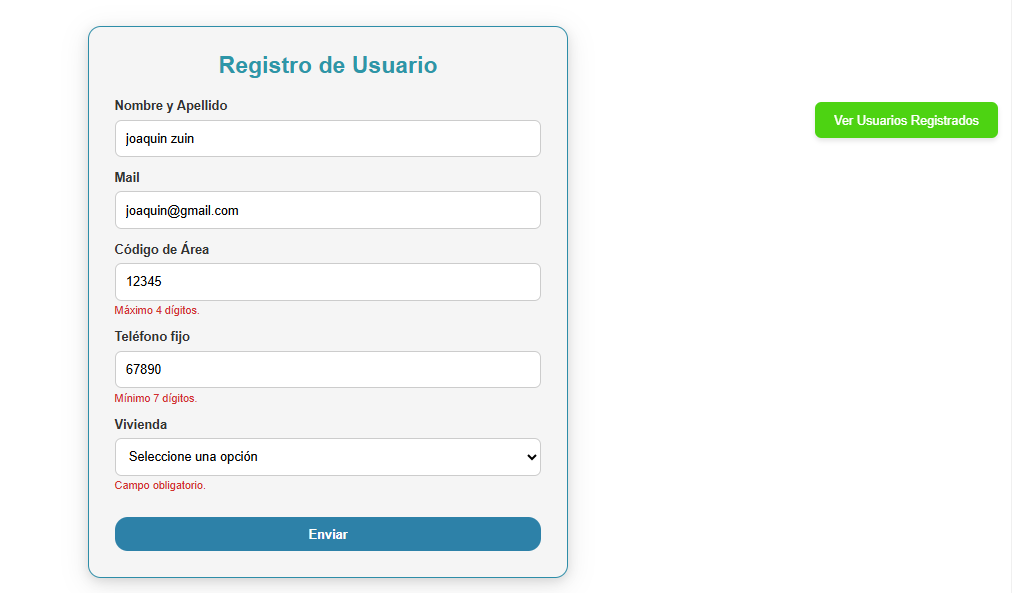 Registro de Usuario
Nombre y Apellido
joaquin zuin
Ver Usuarios Registrados
Mail
joaquin@gmail.com
Código de Área
12345
Máximo 4 dígitos.
Teléfono fijo
67890
Mínimo 7 dígitos.
Vivienda
Seleccione una opción
Campo obligatorio.
Enviar